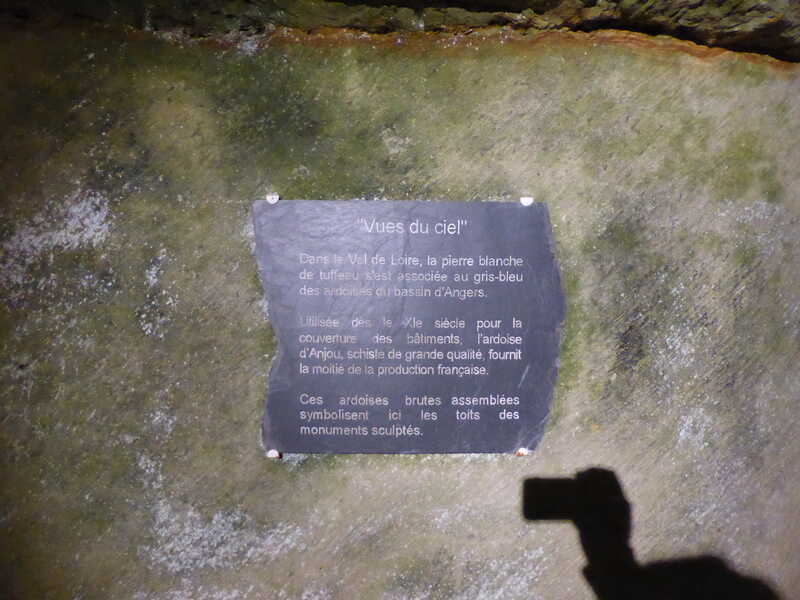 "Vues du ciel"
Dans le Val de Loire, la pierre blanche
de tuffeau s'est associée au gris-bleu
des ardoises du bassin d'Angers.
Utilisée dès le XIe siècle pour la
couverture des bâtiments, l'ardoise
d'Anjou, schiste de grande qualité, fournit
la moitié de la production française.
Ces ardoises brutes assemblées
symbolisent ici les toits des
monuments sculptés.